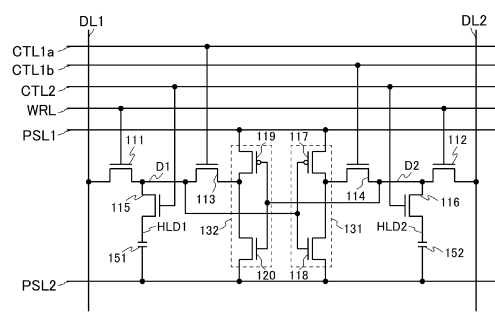 DL1 DL2
CTL1a
CTL1b
CTL2
WRL
PSL1
111 D1 119 117 D2 112
115 113 114 116
HLD1 132 131 HLD2
151 120 118 152
PSL2